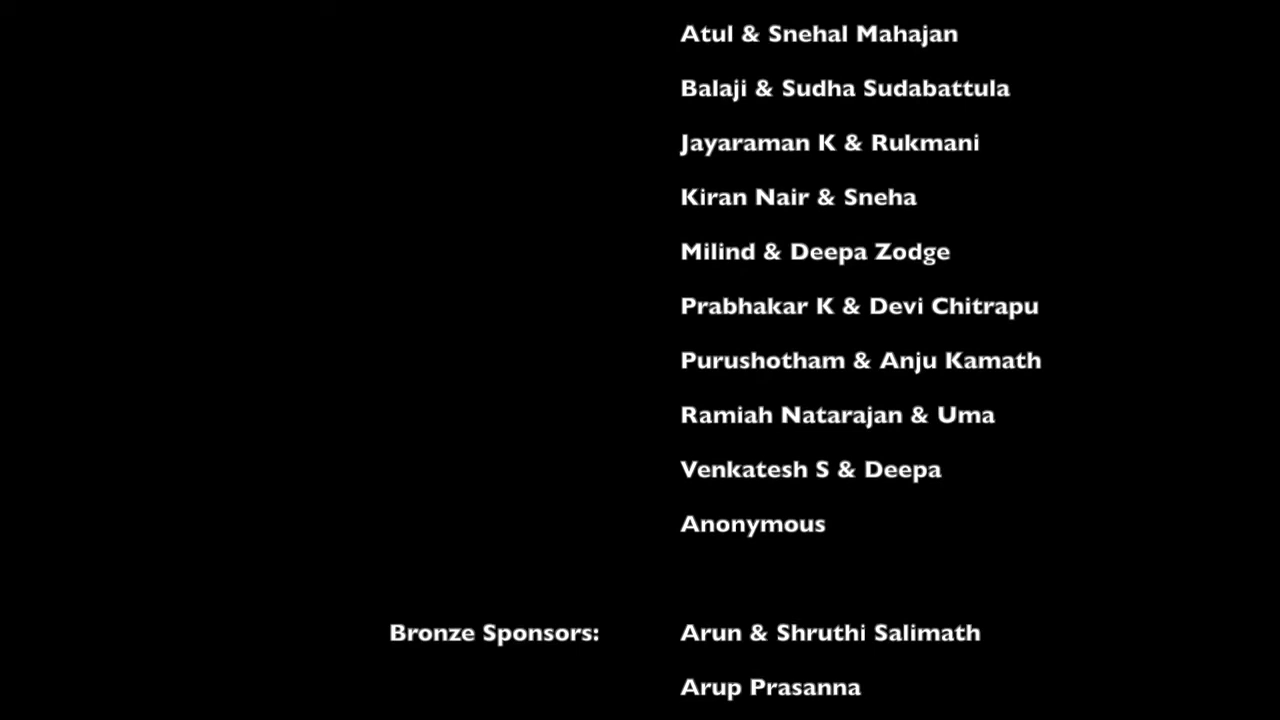 Atul & Snehal Mahajan
Balaji & Sudha Sudabattula
Jayaraman K & Rukmani
Kiran Nair & Sneha
Milind & Deepa Zodge
Prabhakar K & Devi Chitrapu
Purushotham & Anju Kamath
Ramiah Natarajan & Uma
Venkatesh S & Deepa
Anonymous
Bronze Sponsors: Arun & Shruthi Salimath
Arup Prasanna